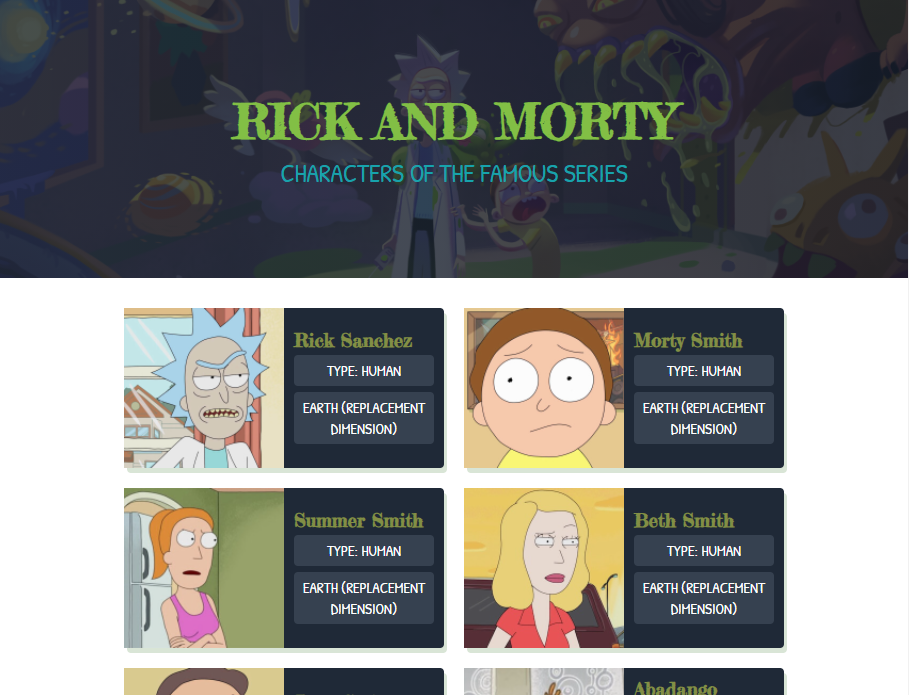 RICK AND MORTY
CHARACTERS OF THE FAMOUS SERIES
Rick Sanchez
TYPE: HUMAN
EARTH (REPLACEMENT
DIMENSION)
Morty Smith
TYPE: HUMAN
EARTH (REPLACEMENT
DIMENSION)
Summer Smith
TYPE: HUMAN
EARTH (REPLACEMENT
DIMENSION)
Beth Smith
TYPE: HUMAN
EARTH (REPLACEMENT
DIMENSION)
Abadango